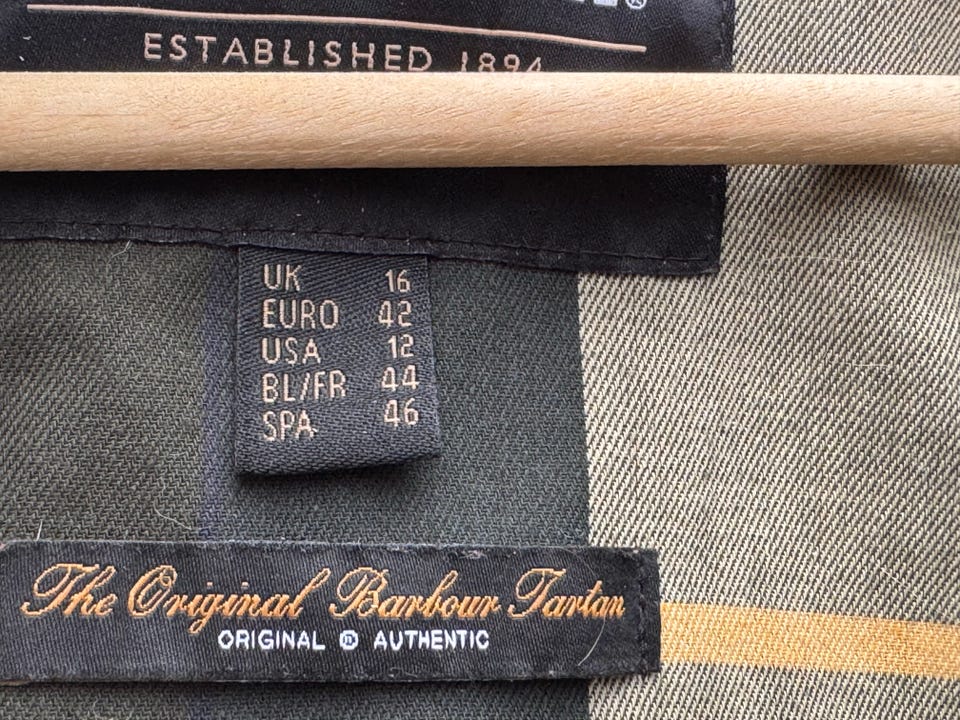 ESTABLISHED 1894
UK 16
EURO 42
USA 12
BL/FR 44
SPA 46
The Original Barbour Tartan
ORIGINAL ® AUTHENTIC